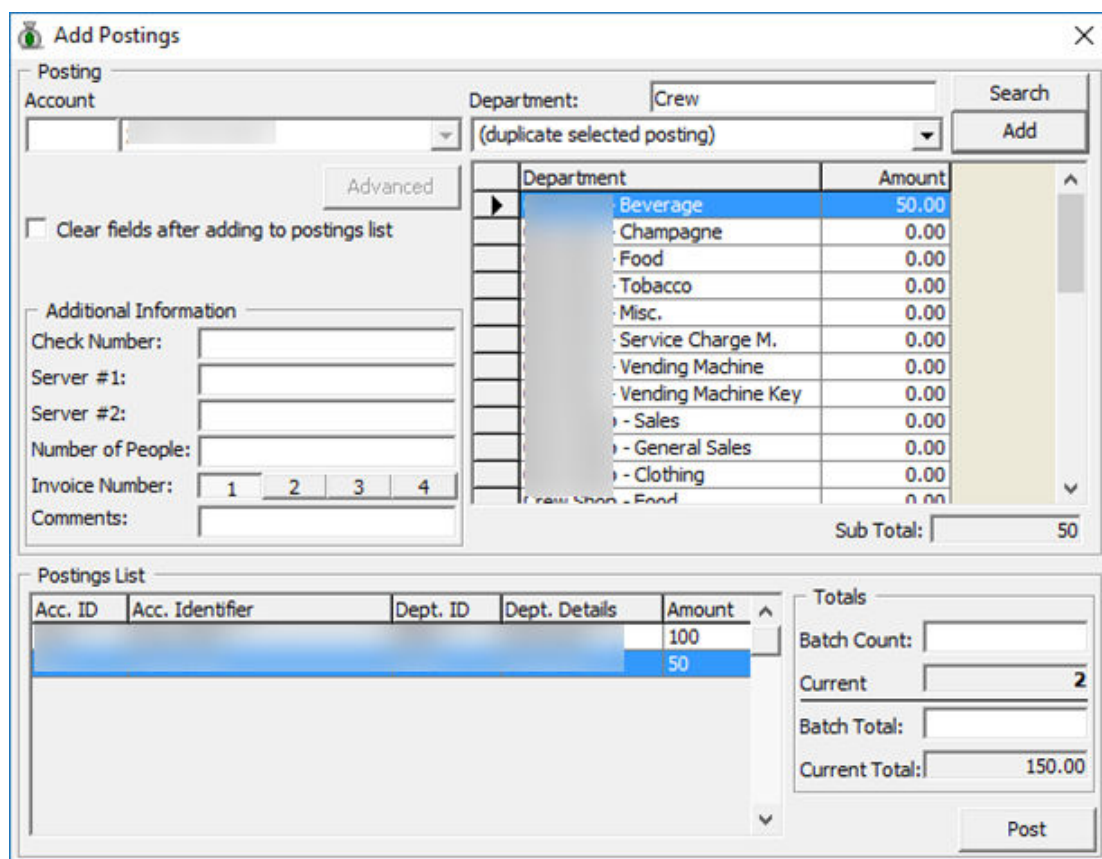 Add Postings
Posting
Account
Department: Crew Search
(duplicate selected posting) Add
Advanced
Clear fields after adding to postings list
Department Amount
- Beverage 50.00
- Champagne 0.00
- Food 0.00
- Tobacco 0.00
- Misc. 0.00
- Service Charge M. 0.00
- Vending Machine 0.00
- Vending Machine Key 0.00
- Sales 0.00
- General Sales 0.00
- Clothing 0.00
Crew Shop - Food 0.00
Sub Total: 50
Additional Information
Check Number:
Server #1:
Server #2:
Number of People:
Invoice Number: 1 2 3 4
Comments:
Postings List
Acc. ID Acc. Identifier Dept. ID Dept. Details Amount
100
50
Totals
Batch Count:
Current 2
Batch Total:
Current Total: 150.00
Post